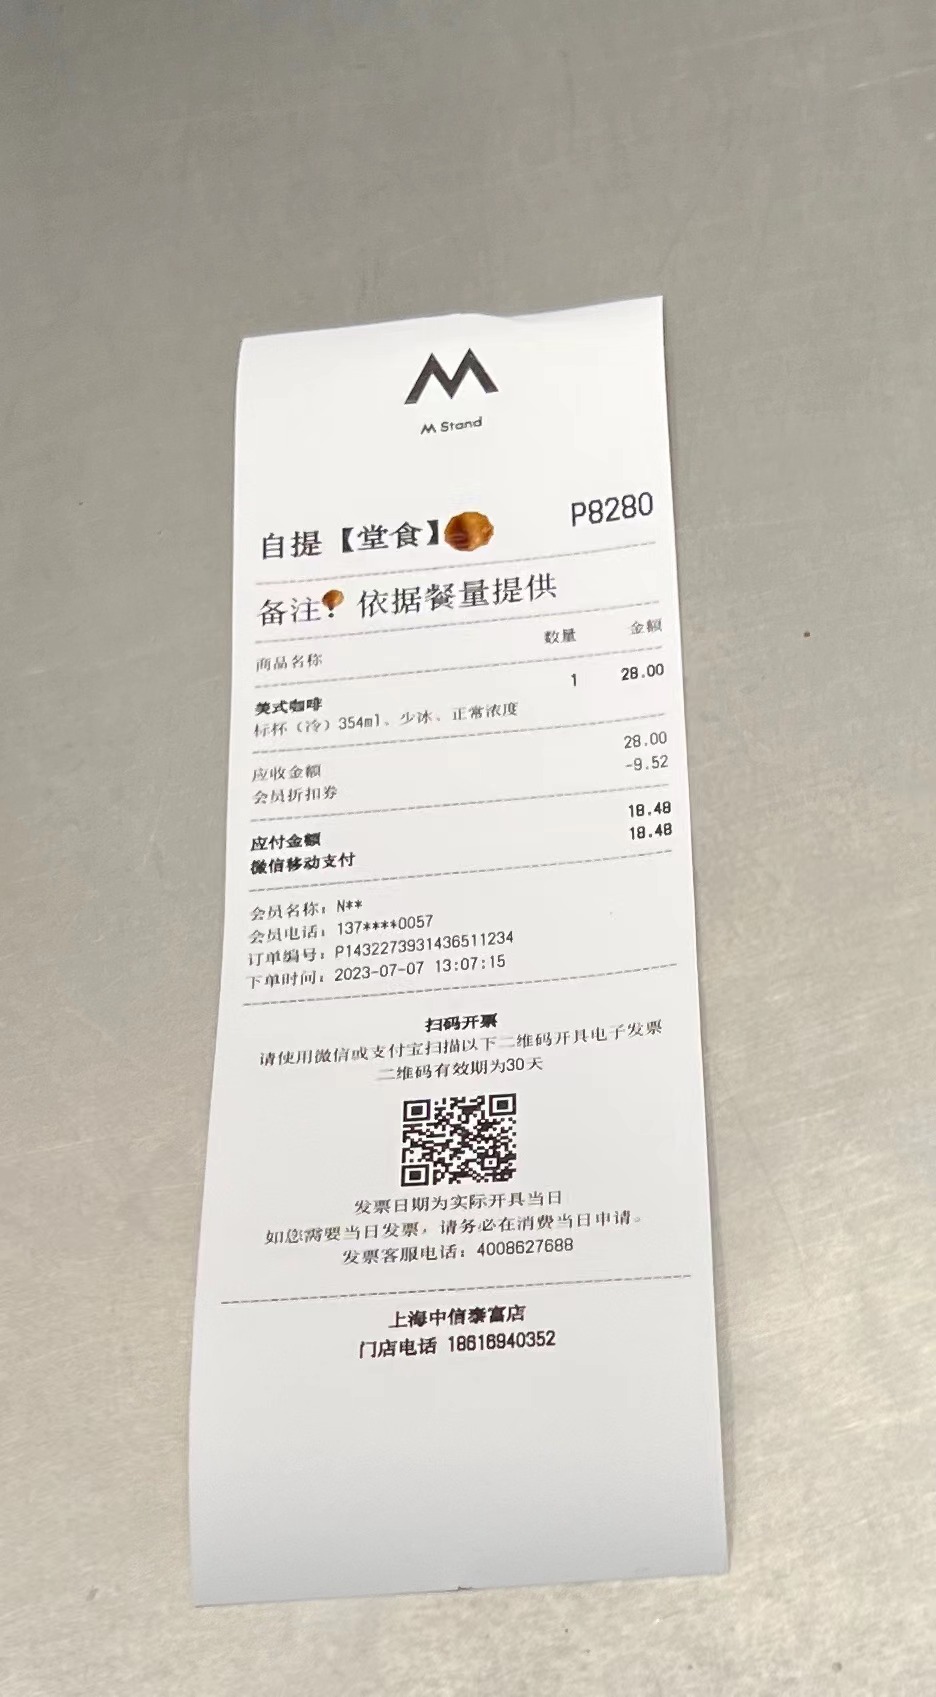 M Stand
自提【堂食】 P8280
备注: 依据餐量提供
商品名称 数量 金额
美式咖啡 1 28.00
标杯（冷）354ml、少冰、正常浓度
应收金额 28.00
会员折扣券 -9.52
应付金额 18.48
微信移动支付 18.48
会员名称: N**
会员电话: 137****0057
订单编号: P1432273931436511234
下单时间: 2023-07-07 13:07:15
扫码开票
请使用微信或支付宝扫描以下二维码开具电子发票
二维码有效期为30天
发票日期为实际开具当日
如您需要当日发票，请务必在消费当日申请。
发票客服电话: 4008627688
上海中信泰富店
门店电话 18616940352